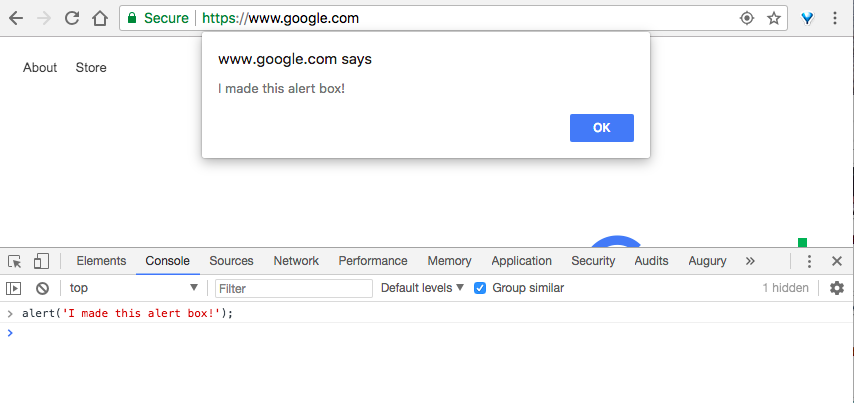 Secure https://www.google.com
About Store
www.google.com says
I made this alert box!
OK
Elements Console Sources Network Performance Memory Application Security Audits Augury »
top Filter Default levels Group similar 1 hidden
> alert('I made this alert box!');
>